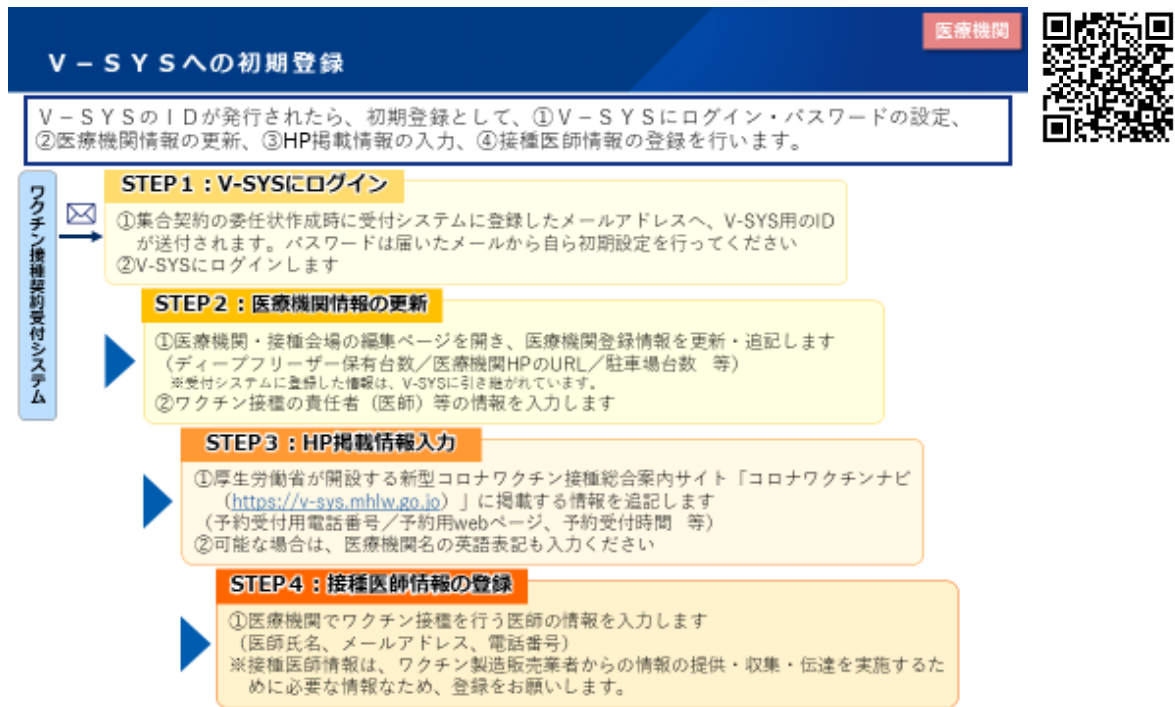 医療機関
V－SYSへの初期登録
V－SYSのIDが発行されたら、初期登録として、①V－SYSにログイン・パスワードの設定、
②医療機関情報の更新、③HP掲載情報の入力、④接種医師情報の登録を行います。
ワクチン接種契約受付システム
STEP1：V-SYSにログイン
①集合契約の委任状作成時に受付システムに登録したメールアドレスへ、V-SYS用のID
が送付されます。パスワードは届いたメールから自ら初期設定を行ってください
②V-SYSにログインします
STEP2：医療機関情報の更新
①医療機関・接種会場の編集ページを開き、医療機関登録情報を更新・追記します
（ディープフリーザー保有台数／医療機関HPのURL／駐車場台数　等）
※受付システムに登録した情報は、V-SYSに引き継がれています。
②ワクチン接種の責任者（医師）等の情報を入力します
STEP3：HP掲載情報入力
①厚生労働省が開設する新型コロナワクチン接種総合案内サイト「コロナワクチンナビ
（https://v-sys.mhlw.go.jp）」に掲載する情報を追記します
（予約受付用電話番号／予約用webページ、予約受付時間　等）
②可能な場合は、医療機関名の英語表記も入力ください
STEP4：接種医師情報の登録
①医療機関でワクチン接種を行う医師の情報を入力します
（医師氏名、メールアドレス、電話番号）
※接種医師情報は、ワクチン製造販売業者からの情報の提供・収集・伝達を実施するた
めに必要な情報なため、登録をお願いします。